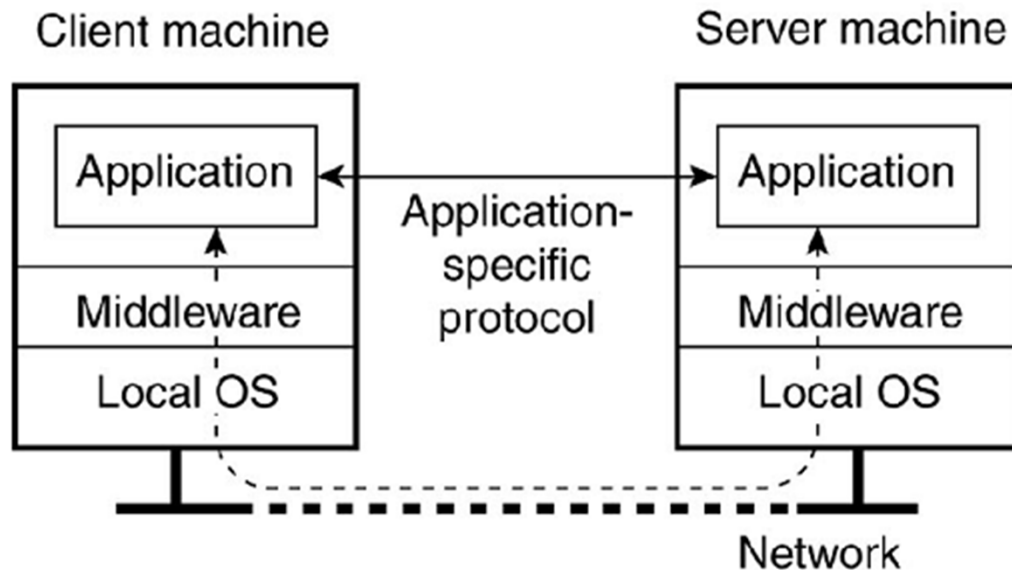 Client machine
Server machine
Application
Application
Application-
specific
protocol
Middleware
Middleware
Local OS
Local OS
Network